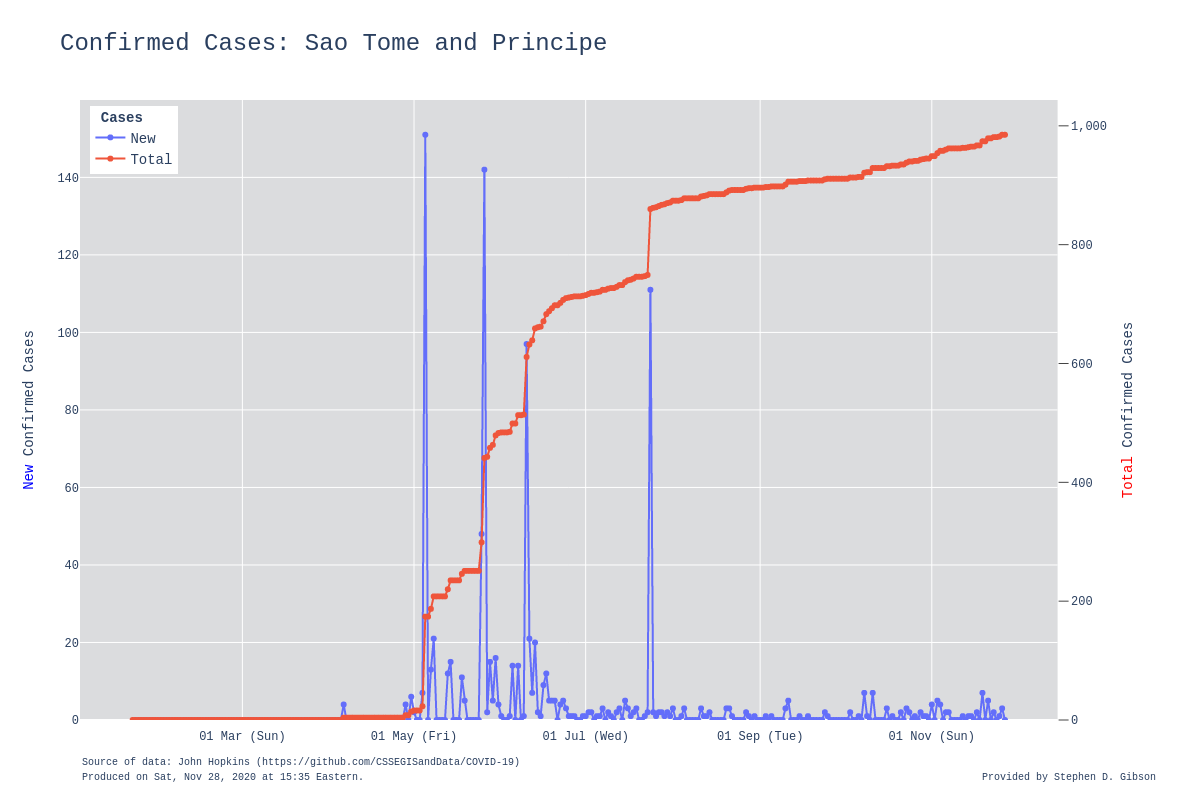 Confirmed Cases: Sao Tome and Principe
Cases
New
Total
140
120
100
80
60
40
20
0
1,000
800
600
400
200
0
New Confirmed Cases
Total Confirmed Cases
01 Mar (Sun) 01 May (Fri) 01 Jul (Wed) 01 Sep (Tue) 01 Nov (Sun)
Source of data: John Hopkins (https://github.com/CSSEGISandData/COVID-19)
Produced on Sat, Nov 28, 2020 at 15:35 Eastern.
Provided by Stephen D. Gibson